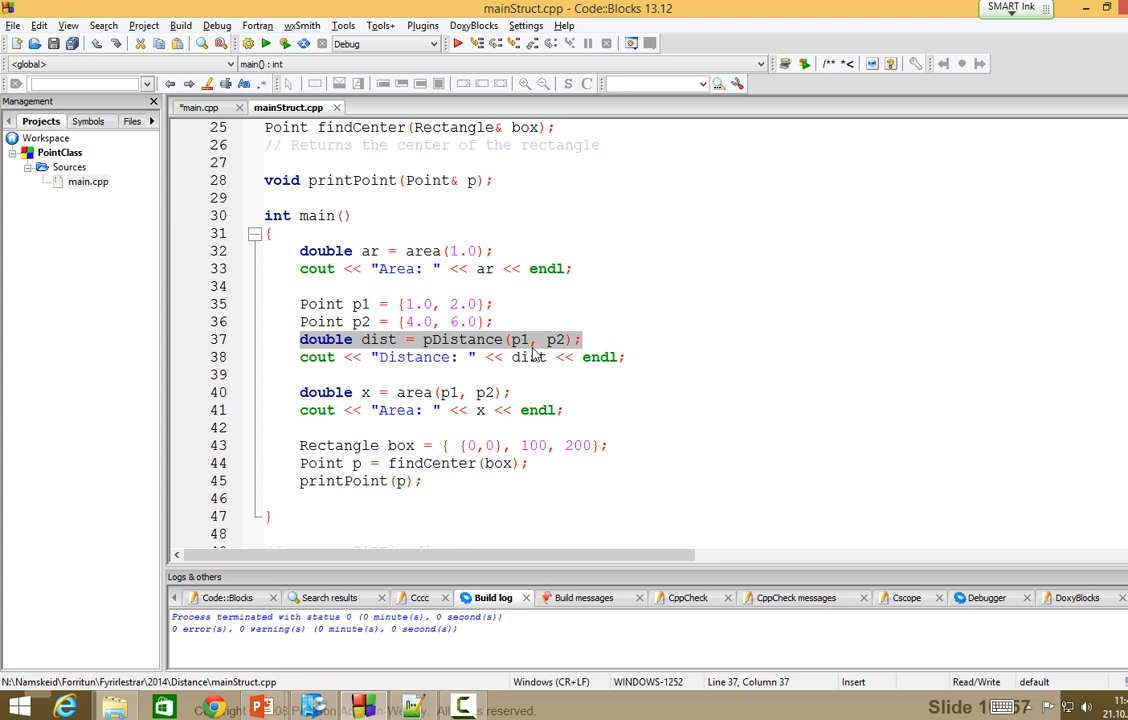 mainStruct.cpp - Code::Blocks 13.12
SMART Ink
File Edit View Search Project Build Debug Fortran wxSmith Tools Tools+ Plugins DoxyBlocks Settings Help
Debug
<global> main() : int
/** *<
S C
Management
Projects Symbols Files
*main.cpp mainStruct.cpp
Workspace
PointClass
Sources
main.cpp
25 Point findCenter(Rectangle& box);
26 // Returns the center of the rectangle
27
28 void printPoint(Point& p);
29
30 int main()
31 {
32 double ar = area(1.0);
33 cout << "Area: " << ar << endl;
34
35 Point p1 = {1.0, 2.0};
36 Point p2 = {4.0, 6.0};
37 double dist = pDistance(p1, p2);
38 cout << "Distance: " << dist << endl;
39
40 double x = area(p1, p2);
41 cout << "Area: " << x << endl;
42
43 Rectangle box = { {0,0}, 100, 200};
44 Point p = findCenter(box);
45 printPoint(p);
46
47 }
48
Logs & others
Code::Blocks Search results Cccc Build log Build messages CppCheck CppCheck messages Cscope Debugger DoxyBlocks
Process terminated with status 0 (0 minute(s), 0 second(s))
0 error(s), 0 warning(s) (0 minute(s), 0 second(s))
N:\Namskeid\Forritun\Fyrirlestrar\2014\Distance\mainStruct.cpp Windows (CR+LF) WINDOWS-1252 Line 37, Column 37 Insert Read/Write default
Slide 1
57
11:4
21.10.